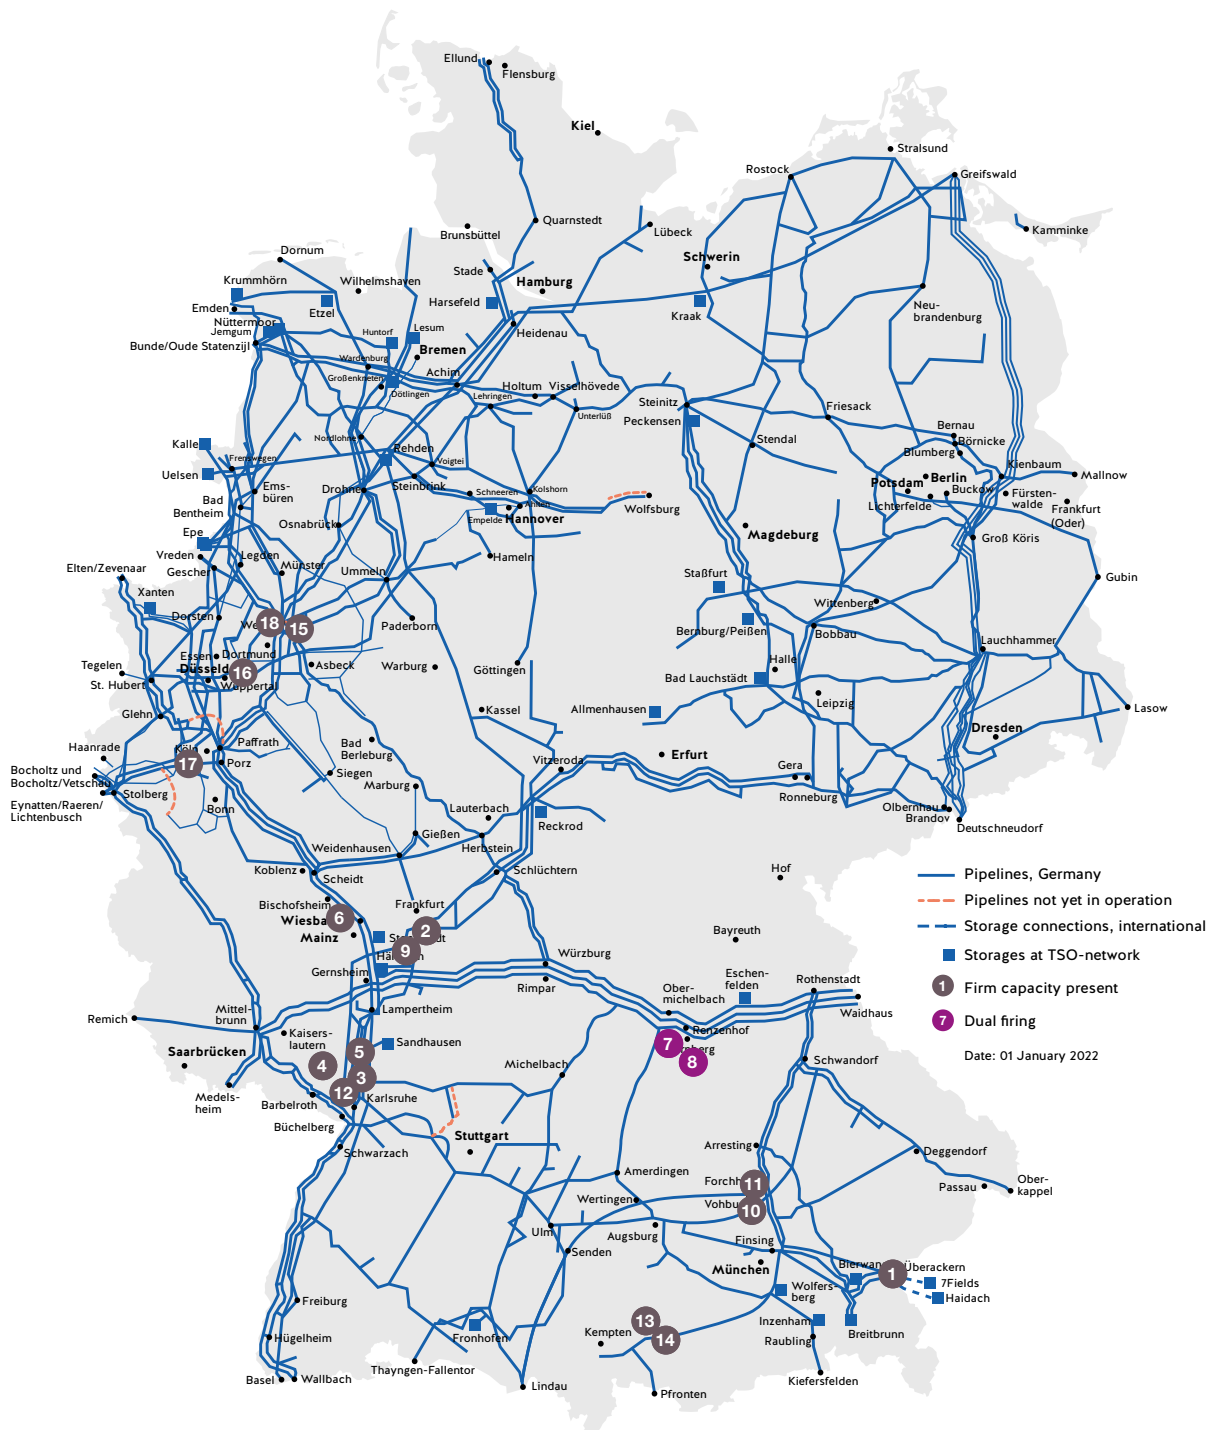 Ellund
Flensburg
Kiel
Stralsund
Rostock
Greifswald
Quarnstedt
Brunsbüttel
Lübeck
Kamminke
Dornum
Schwerin
Stade
Krummhörn
Wilhelmshaven
Hamburg
Emden
Etzel
Harsefeld
Kraak
Neu-
brandenburg
Nüttermoor
Jemgum
Huntorf
Lesum
Heidenau
Bunde/Oude Statenzijl
Bremen
Wardenburg
Großenkneten
Achim
Dötlingen
Lehringen
Holtum
Visselhövede
Unterlüß
Steinitz
Peckensen
Friesack
Bernau
Börnicke
Blumberg
Stendal
Nordlohne
Kalle
Rehden
Frenswegen
Voigtei
Uelsen
Kienbaum
Mallnow
Potsdam
Berlin
Buckow
Lichterfelde
Fürsten-
walde
Frankfurt
(Oder)
Ems-
büren
Drohne
Steinbrink
Schneeren
Kolshorn
Ahlten
Empelde
Hannover
Wolfsburg
Bad
Bentheim
Osnabrück
Magdeburg
Groß Köris
Epe
Vreden
Legden
Gescher
Münster
Ummeln
Hameln
Elten/Zevenaar
Xanten
Staßfurt
Gubin
Wittenberg
Dorsten
We
18
15
Paderborn
Bernburg/Peißen
Bobbau
Lauchhammer
Essen
Dortmund
Düsseld
16
Wuppertal
Asbeck
Warburg
Göttingen
Halle
Bad Lauchstädt
Tegelen
St. Hubert
Glehn
Kassel
Allmenhausen
Leipzig
Lasow
Dresden
Haanrade
Köln
Paffrath
Bad
Berleburg
17
Porz
Vitzeroda
Erfurt
Gera
Bocholtz und
Bocholtz/Vetschau
Siegen
Marburg
Ronneburg
Eynatten/Raeren/
Lichtenbusch
Stolberg
Bonn
Lauterbach
Reckrod
Olbernhau
Brandov
Deutschneudorf
Gießen
Weidenhausen
Herbstein
Koblenz
Scheidt
Schlüchtern
Hof
Pipelines, Germany
Pipelines not yet in operation
Storage connections, international
Storages at TSO-network
1
Firm capacity present
7
Dual firing
Date: 01 January 2022
Bischofsheim
Frankfurt
Wiesba
6
2
Mainz
9
Gernsheim
Würzburg
Bayreuth
Rimpar
Eschen-
felden
Ober-
michelbach
Rothenstadt
Waidhaus
Remich
Mittel-
brunn
Lampertheim
Kaisers-
lautern
Sandhausen
Renzenhof
7
8
Saarbrücken
4
5
3
12
Michelbach
Schwandorf
Medels-
heim
Barbelroth
Karlsruhe
Büchelberg
Stuttgart
Schwarzach
Arresting
Deggendorf
Amerdingen
11
Passau
Ober-
kappel
Wertingen
10
Ulm
Augsburg
Finsing
Senden
München
1
Überackern
7Fields
Haidach
Wolfers-
berg
Freiburg
Inzenham
Breitbrunn
Raubling
13
14
Kempten
Hügelheim
Fronhofen
Thayngen-Fallentor
Basel
Wallbach
Lindau
Pfronten
Kiefersfelden